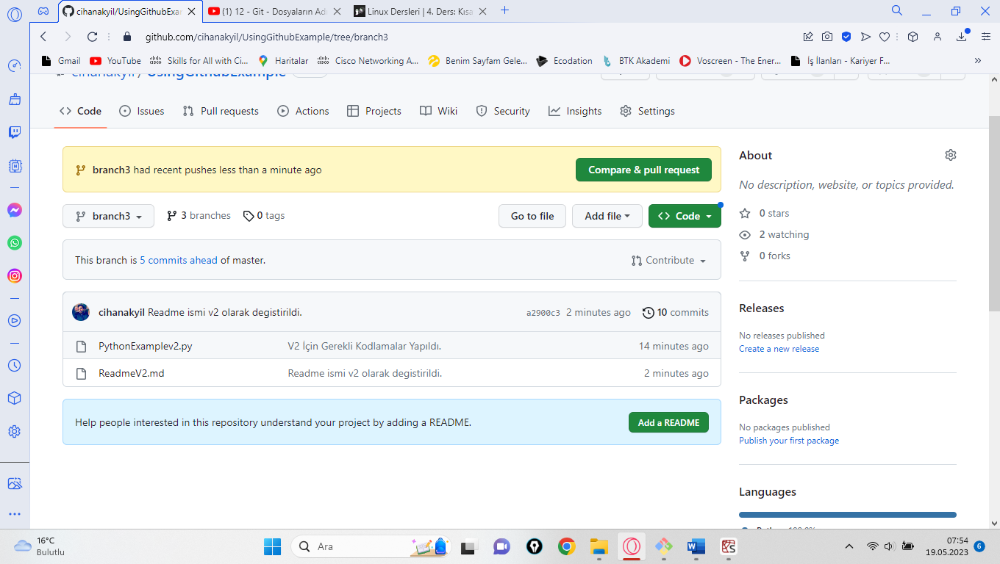 cihanakyil/UsingGithubExar
(1) 12 - Git - Dosyaların Adı
Linux Dersleri | 4. Ders: Kısa
github.com/cihanakyil/UsingGithubExample/tree/branch3
Gmail
YouTube
Skills for All with Ci...
Haritalar
Cisco Networking A...
Benim Sayfam Gele...
Ecodation
BTK Akademi
Voscreen - The Ener...
İş İlanları - Kariyer F...
cihanakyil/UsingGithubExample
Code
Issues
Pull requests
Actions
Projects
Wiki
Security
Insights
Settings
branch3 had recent pushes less than a minute ago
Compare & pull request
branch3
3 branches
0 tags
Go to file
Add file
Code
This branch is 5 commits ahead of master.
Contribute
cihanakyil Readme ismi v2 olarak degistirildi.
a2900c3 2 minutes ago
10 commits
PythonExamplev2.py
V2 İçin Gerekli Kodlamalar Yapıldı.
14 minutes ago
ReadmeV2.md
Readme ismi v2 olarak degistirildi.
2 minutes ago
Help people interested in this repository understand your project by adding a README.
Add a README
About
No description, website, or topics provided.
0 stars
2 watching
0 forks
Releases
No releases published
Create a new release
Packages
No packages published
Publish your first package
Languages
16°C
Bulutlu
Ara
07:54
19.05.2023
6